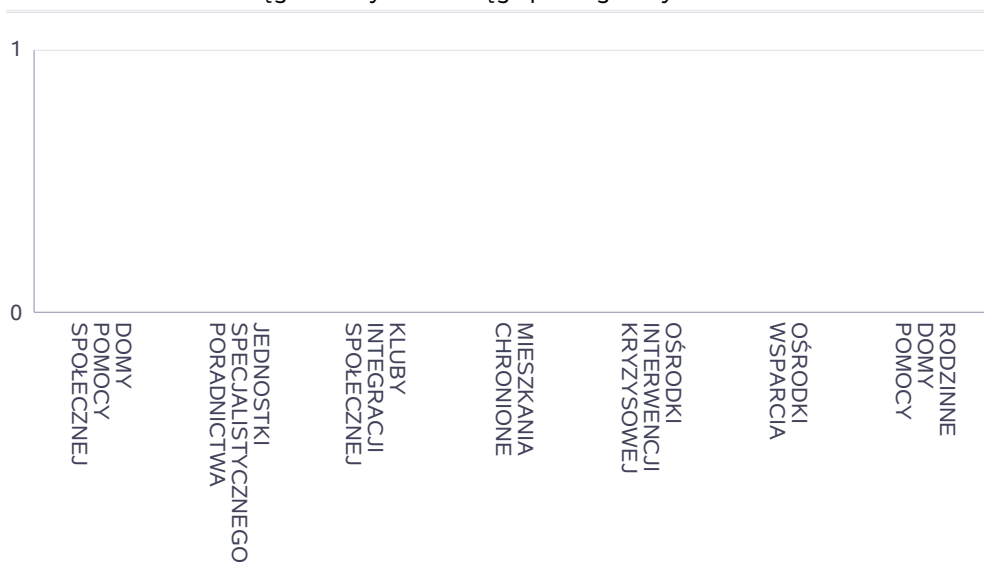 1
0
DOMY
POMOCY
SPOŁECZNEJ
JEDNOSTKI
SPECJALISTYCZNEGO
PORADNICTWA
KLUBY
INTEGRACJI
SPOŁECZNEJ
MIESZKANIA
CHRONIONE
OŚRODKI
INTERWENCJI
KRYZYSOWEJ
OŚRODKI
WSPARCIA
RODZINNE
DOMY
POMOCY